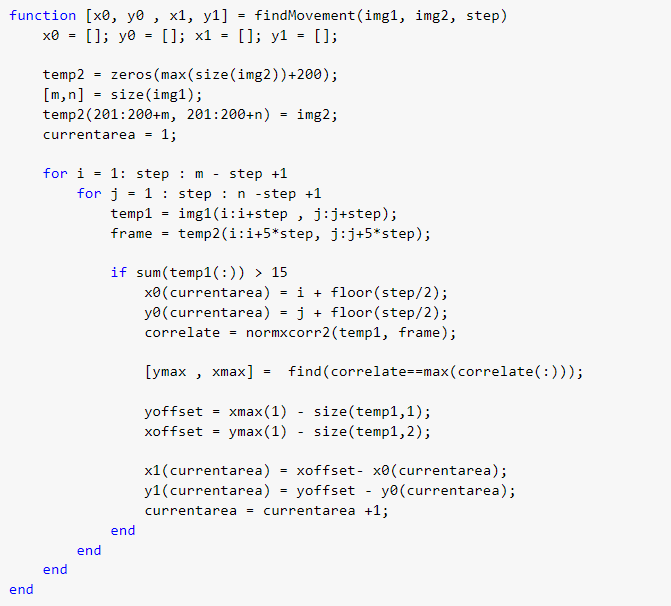 function [x0, y0 , x1, y1] = findMovement(img1, img2, step)
    x0 = []; y0 = []; x1 = []; y1 = [];

    temp2 = zeros(max(size(img2))+200);
    [m,n] = size(img1);
    temp2(201:200+m, 201:200+n) = img2;
    currentarea = 1;

    for i = 1: step : m - step +1
        for j = 1 : step : n -step +1
            temp1 = img1(i:i+step , j:j+step);
            frame = temp2(i:i+5*step, j:j+5*step);

            if sum(temp1(:)) > 15
                x0(currentarea) = i + floor(step/2);
                y0(currentarea) = j + floor(step/2);
                correlate = normxcorr2(temp1, frame);

                [ymax , xmax] =  find(correlate==max(correlate(:)));

                yoffset = xmax(1) - size(temp1,1);
                xoffset = ymax(1) - size(temp1,2);

                x1(currentarea) = xoffset- x0(currentarea);
                y1(currentarea) = yoffset - y0(currentarea);
                currentarea = currentarea +1;
            end
        end
    end
end